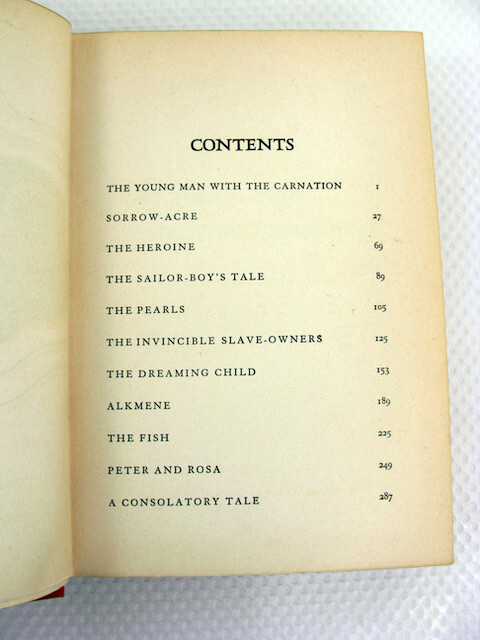 CONTENTS
THE YOUNG MAN WITH THE CARNATION 1
SORROW-ACRE 27
THE HEROINE 69
THE SAILOR-BOY'S TALE 89
THE PEARLS 105
THE INVINCIBLE SLAVE-OWNERS 125
THE DREAMING CHILD 153
ALKMENE 189
THE FISH 225
PETER AND ROSA 249
A CONSOLATORY TALE 287